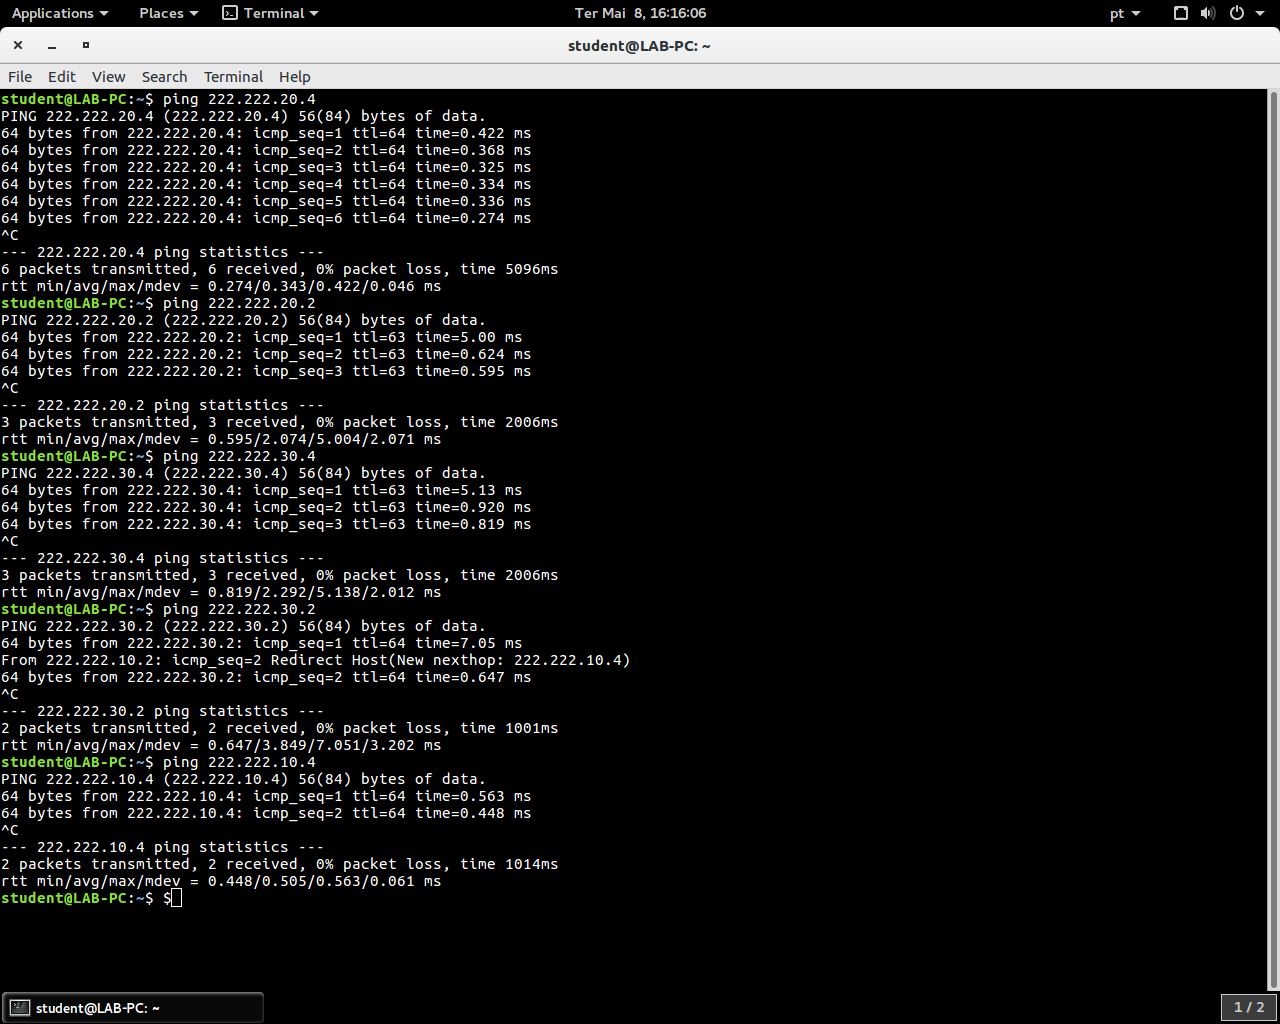 Applications Places Terminal Ter Mai 8, 16:16:06 pt
student@LAB-PC: ~
File Edit View Search Terminal Help
student@LAB-PC:~$ ping 222.222.20.4
PING 222.222.20.4 (222.222.20.4) 56(84) bytes of data.
64 bytes from 222.222.20.4: icmp_seq=1 ttl=64 time=0.422 ms
64 bytes from 222.222.20.4: icmp_seq=2 ttl=64 time=0.368 ms
64 bytes from 222.222.20.4: icmp_seq=3 ttl=64 time=0.325 ms
64 bytes from 222.222.20.4: icmp_seq=4 ttl=64 time=0.334 ms
64 bytes from 222.222.20.4: icmp_seq=5 ttl=64 time=0.336 ms
64 bytes from 222.222.20.4: icmp_seq=6 ttl=64 time=0.274 ms
^C
--- 222.222.20.4 ping statistics ---
6 packets transmitted, 6 received, 0% packet loss, time 5096ms
rtt min/avg/max/mdev = 0.274/0.343/0.422/0.046 ms
student@LAB-PC:~$ ping 222.222.20.2
PING 222.222.20.2 (222.222.20.2) 56(84) bytes of data.
64 bytes from 222.222.20.2: icmp_seq=1 ttl=63 time=5.00 ms
64 bytes from 222.222.20.2: icmp_seq=2 ttl=63 time=0.624 ms
64 bytes from 222.222.20.2: icmp_seq=3 ttl=63 time=0.595 ms
^C
--- 222.222.20.2 ping statistics ---
3 packets transmitted, 3 received, 0% packet loss, time 2006ms
rtt min/avg/max/mdev = 0.595/2.074/5.004/2.071 ms
student@LAB-PC:~$ ping 222.222.30.4
PING 222.222.30.4 (222.222.30.4) 56(84) bytes of data.
64 bytes from 222.222.30.4: icmp_seq=1 ttl=63 time=5.13 ms
64 bytes from 222.222.30.4: icmp_seq=2 ttl=63 time=0.920 ms
64 bytes from 222.222.30.4: icmp_seq=3 ttl=63 time=0.819 ms
^C
--- 222.222.30.4 ping statistics ---
3 packets transmitted, 3 received, 0% packet loss, time 2006ms
rtt min/avg/max/mdev = 0.819/2.292/5.138/2.012 ms
student@LAB-PC:~$ ping 222.222.30.2
PING 222.222.30.2 (222.222.30.2) 56(84) bytes of data.
64 bytes from 222.222.30.2: icmp_seq=1 ttl=64 time=7.05 ms
From 222.222.10.2: icmp_seq=2 Redirect Host(New nexthop: 222.222.10.4)
64 bytes from 222.222.30.2: icmp_seq=2 ttl=64 time=0.647 ms
^C
--- 222.222.30.2 ping statistics ---
2 packets transmitted, 2 received, 0% packet loss, time 1001ms
rtt min/avg/max/mdev = 0.647/3.849/7.051/3.202 ms
student@LAB-PC:~$ ping 222.222.10.4
PING 222.222.10.4 (222.222.10.4) 56(84) bytes of data.
64 bytes from 222.222.10.4: icmp_seq=1 ttl=64 time=0.563 ms
64 bytes from 222.222.10.4: icmp_seq=2 ttl=64 time=0.448 ms
^C
--- 222.222.10.4 ping statistics ---
2 packets transmitted, 2 received, 0% packet loss, time 1014ms
rtt min/avg/max/mdev = 0.448/0.505/0.563/0.061 ms
student@LAB-PC:~$ $
student@LAB-PC: ~ 1 / 2